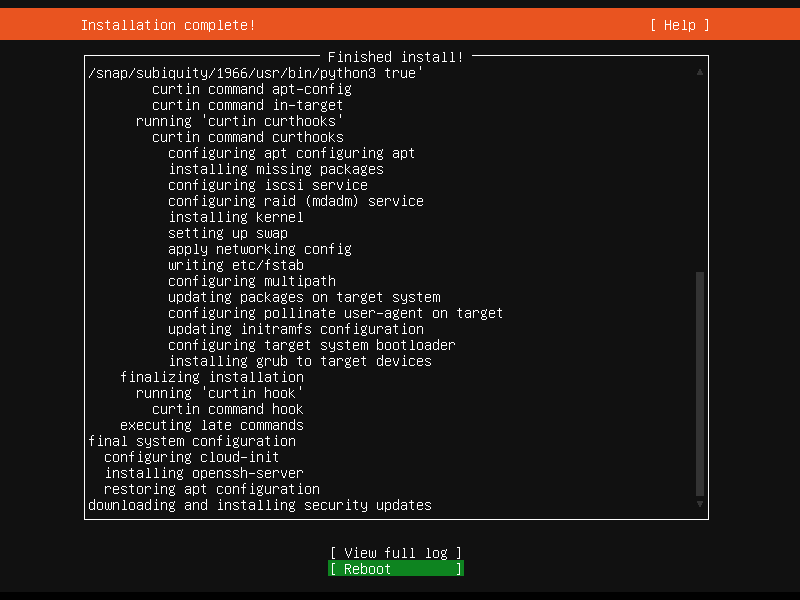 Installation complete! [ Help ]
Finished install!
/snap/subiquity/1966/usr/bin/python3 true'
curtin command apt-config
curtin command in-target
running 'curtin curthooks'
curtin command curthooks
configuring apt configuring apt
installing missing packages
configuring iscsi service
configuring raid (mdadm) service
installing kernel
setting up swap
apply networking config
writing etc/fstab
configuring multipath
updating packages on target system
configuring pollinate user-agent on target
updating initramfs configuration
configuring target system bootloader
installing grub to target devices
finalizing installation
running 'curtin hook'
curtin command hook
executing late commands
final system configuration
configuring cloud-init
installing openssh-server
restoring apt configuration
downloading and installing security updates
[ View full log ]
[ Reboot ]